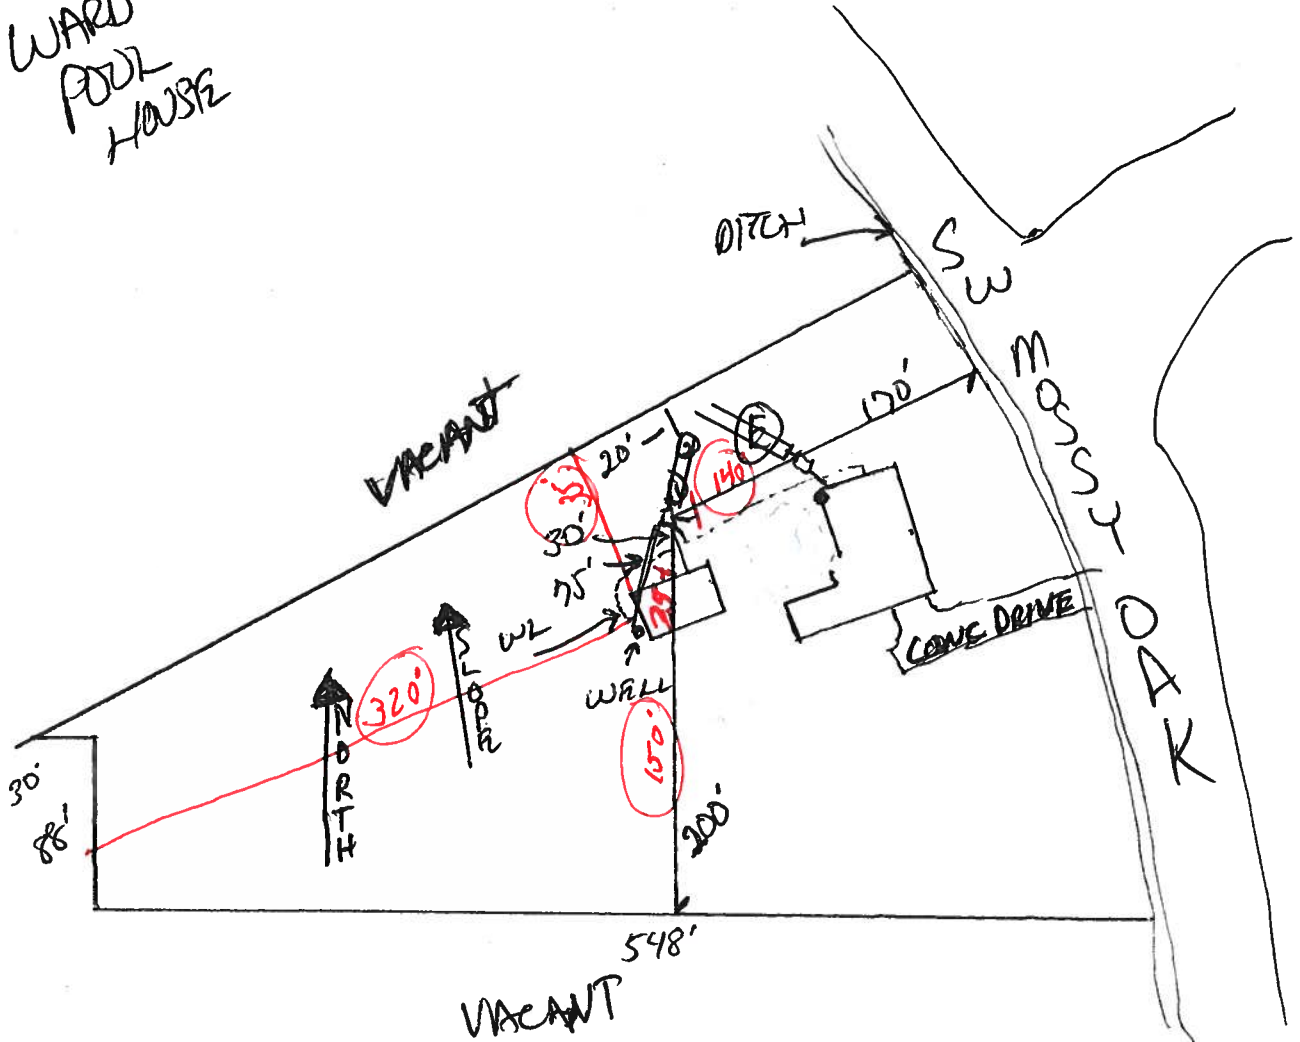 WARD
POOL
HOUSE
DITCH
SW MOSSY OAK
VACANT
170'
E
20'
35'
140'
30'
75'
WL
WELL
CONC DRIVE
SLOPE
NORTH
320'
150'
200'
30'
88'
548'
VACANT